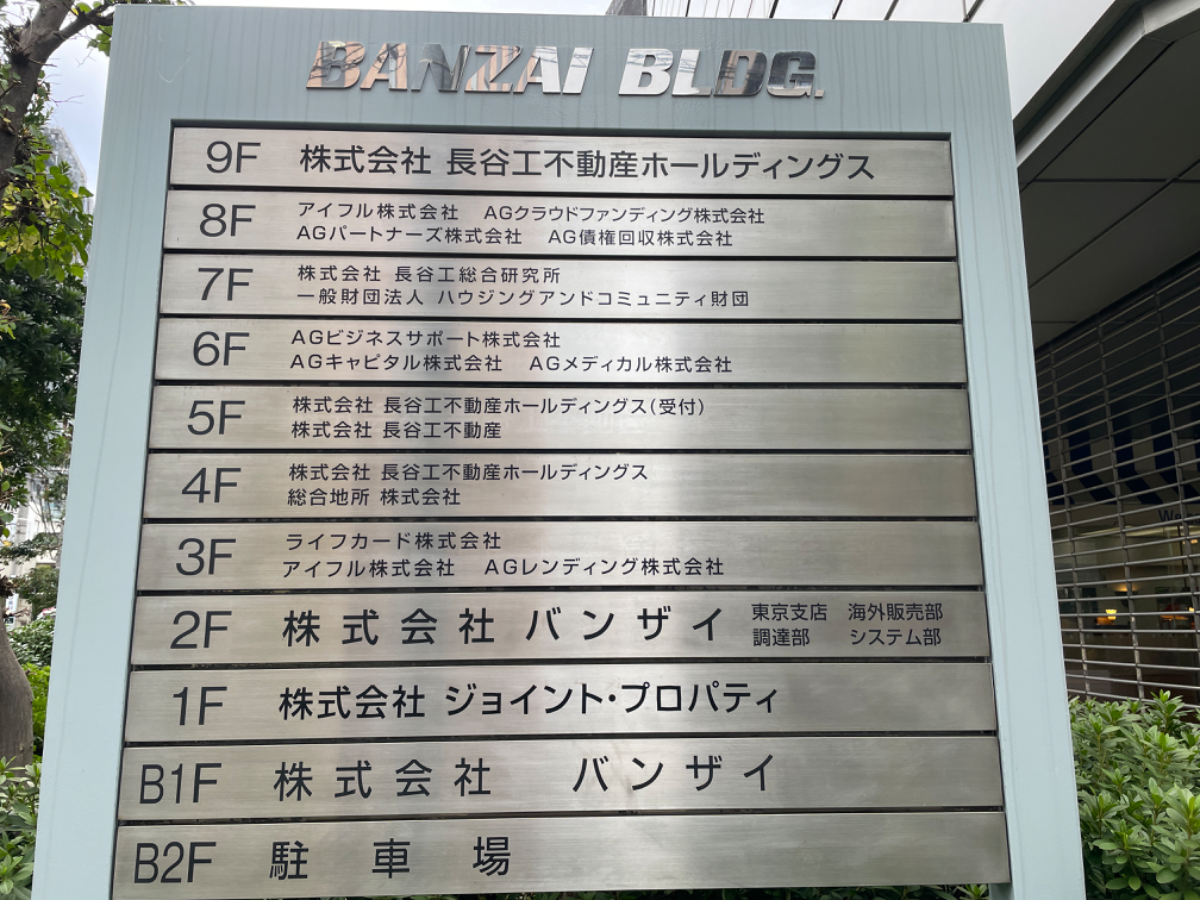 BANZAI BLDG.
9F 株式会社 長谷工不動産ホールディングス
8F アイフル株式会社 AGクラウドファンディング株式会社
AGパートナーズ株式会社 AG債権回収株式会社
7F 株式会社 長谷工総合研究所
一般財団法人 ハウジングアンドコミュニティ財団
6F AGビジネスサポート株式会社
AGキャピタル株式会社 AGメディカル株式会社
5F 株式会社 長谷工不動産ホールディングス(受付)
株式会社 長谷工不動産
4F 株式会社 長谷工不動産ホールディングス
総合地所 株式会社
3F ライフカード株式会社
アイフル株式会社 AGレンディング株式会社
2F 株式会社 バンザイ 東京支店 海外販売部
調達部 システム部
1F 株式会社 ジョイント・プロパティ
B1F 株式会社 バンザイ
B2F 駐車場